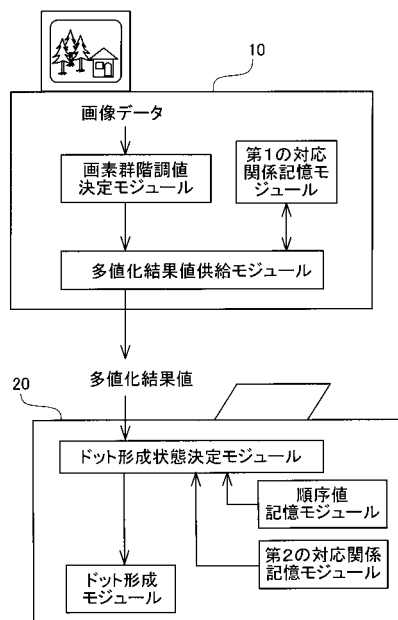 10
画像データ
画素群階調値
決定モジュール
第1の対応
関係記憶モ
ジュール
多値化結果値供給モジュール
多値化結果値
20
ドット形成状態決定モジュール
順序値
記憶モジュール
第2の対応関係
記憶モジュール
ドット形成
モジュール